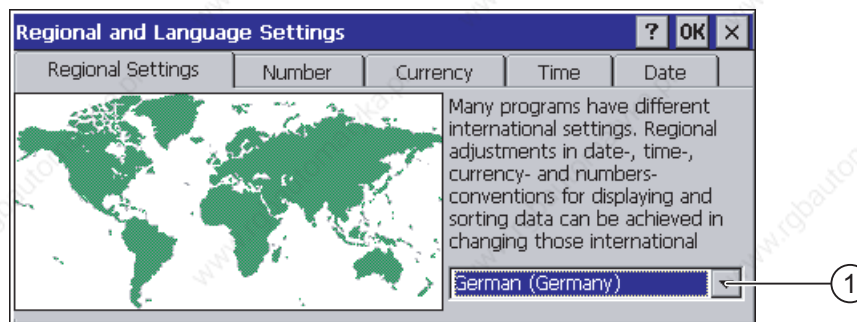 Regional and Language Settings ? OK ×
Regional Settings Number Currency Time Date
Many programs have different
international settings. Regional
adjustments in date-, time-,
currency- and numbers-
conventions for displaying and
sorting data can be achieved in
changing those international
German (Germany)
1